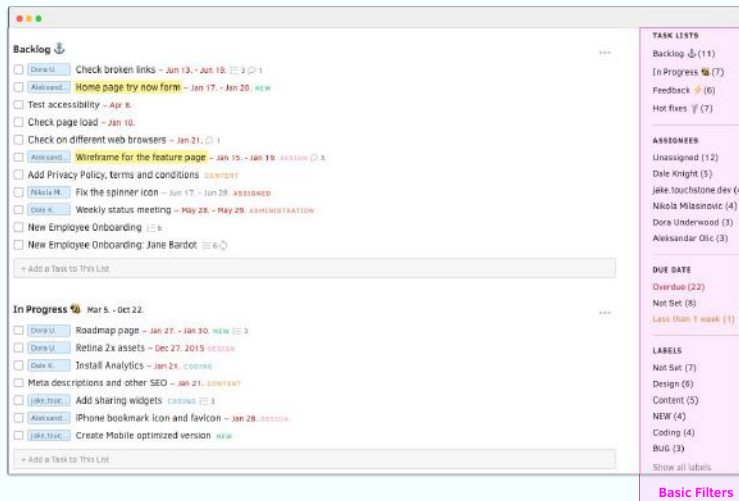 Backlog ⚓
Dora U. Check broken links – Jun 13. - Jun 19. 3 1
Aleksand... Home page try now form – Jan 17. - Jan 20. NEW
Test accessibility – Apr 8.
Check page load – Jan 10.
Check on different web browsers – Jan 21. 1
Aleksand... Wireframe for the feature page – Jan 15. - Jan 19. DESIGN 3
Add Privacy Policy, terms and conditions CONTENT
Nikola M. Fix the spinner icon – Jun 17. - Jun 28. ASSIGNED
Dale K. Weekly status meeting – May 28. - May 29. ADMINISTRATION
New Employee Onboarding 6
New Employee Onboarding: Jane Bardot 6
+ Add a Task to This List
In Progress 🐝 Mar 5. - Oct 22.
Dora U. Roadmap page – Jan 27. - Jan 30. NEW 3
Dora U. Retina 2x assets – Dec 27. 2015 DESIGN
Dale K. Install Analytics – Jan 21. CODING
Meta descriptions and other SEO – Jan 21. CONTENT
jake.touc... Add sharing widgets CODING 3
Aleksand... iPhone bookmark icon and favicon – Jan 28. DESIGN
jake.touc... Create Mobile optimized version NEW
+ Add a Task to This List
TASK LISTS
Backlog ⚓ (11)
In Progress 🐝 (7)
Feedback ⚡ (6)
Hot fixes (7)
ASSIGNEES
Unassigned (12)
Dale Knight (5)
jake.touchstone.dev (4
Nikola Milasinovic (4)
Dora Underwood (3)
Aleksandar Olic (3)
DUE DATE
Overdue (22)
Not Set (8)
Less than 1 week (1)
LABELS
Not Set (7)
Design (6)
Content (5)
NEW (4)
Coding (4)
BUG (3)
Show all labels
Basic Filters